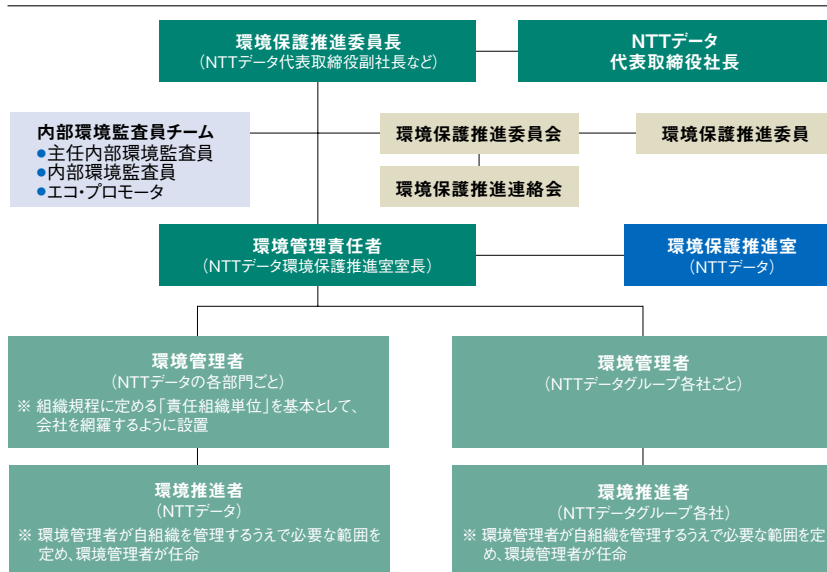 環境保護推進委員長
(NTTデータ代表取締役副社長など)
NTTデータ
代表取締役社長
内部環境監査員チーム
●主任内部環境監査員
●内部環境監査員
●エコ・プロモータ
環境保護推進委員会
環境保護推進委員
環境保護推進連絡会
環境管理責任者
(NTTデータ環境保護推進室室長)
環境保護推進室
(NTTデータ)
環境管理者
(NTTデータの各部門ごと)
※ 組織規程に定める「責任組織単位」を基本として、
会社を網羅するように設置
環境管理者
(NTTデータグループ各社ごと)
環境推進者
(NTTデータ)
※ 環境管理者が自組織を管理するうえで必要な範囲を
定め、環境管理者が任命
環境推進者
(NTTデータグループ各社)
※ 環境管理者が自組織を管理するうえで必要な範囲を定
め、環境管理者が任命